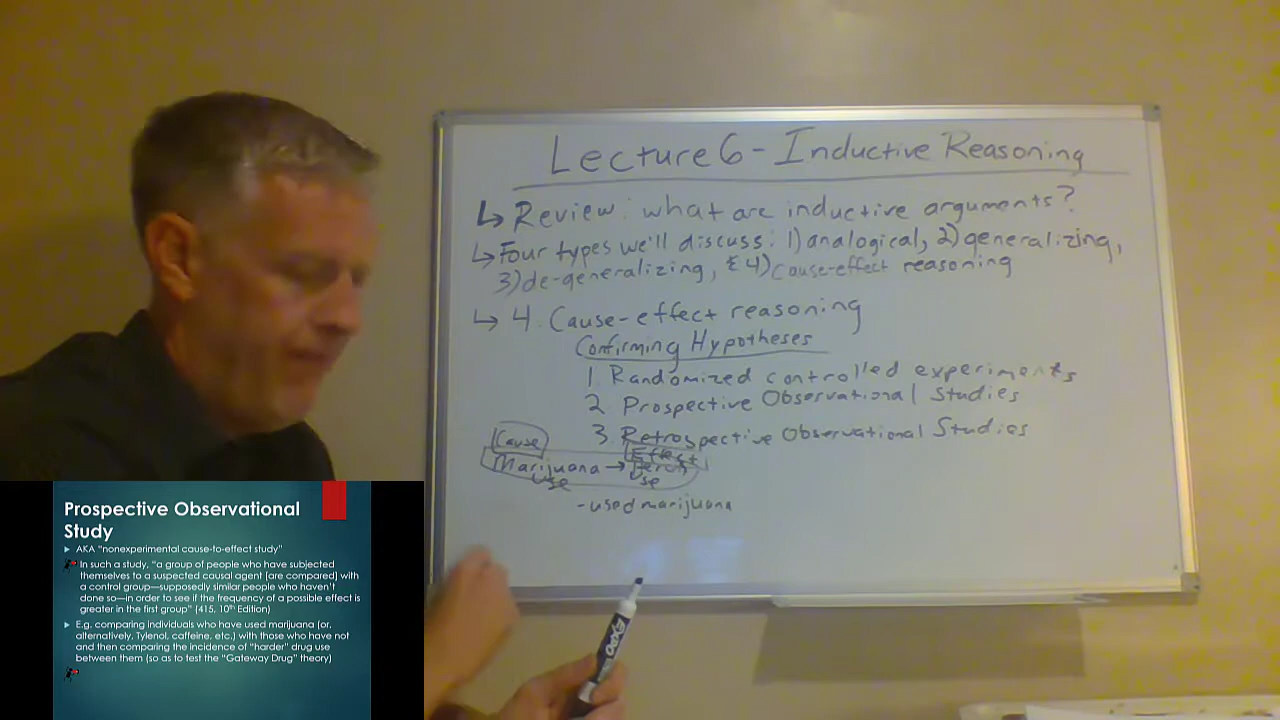 Lecture 6 - Inductive Reasoning
↳ Review: what are inductive arguments?
↳ Four types we'll discuss: 1) analogical, 2) generalizing,
3) de-generalizing, & 4) cause-effect reasoning
↳ 4. Cause-effect reasoning
Confirming Hypotheses
1. Randomized controlled experiments
2 Prospective Observational Studies
3. Retrospective Observational Studies
Cause Effect
Marijuana →
use use
- used marijuana
EXPO
Prospective Observational
Study
AKA "nonexperimental cause-to-effect study"
In such a study, "a group of people who have subjected
themselves to a suspected causal agent [are compared] with
a control group—supposedly similar people who haven't
done so—in order to see if the frequency of a possible effect is
greater in the first group" (415, 10th Edition)
E.g. comparing individuals who have used marijuana (or,
alternatively, Tylenol, caffeine, etc.) with those who have not
and then comparing the incidence of "harder" drug use
between them (so as to test the "Gateway Drug" theory)